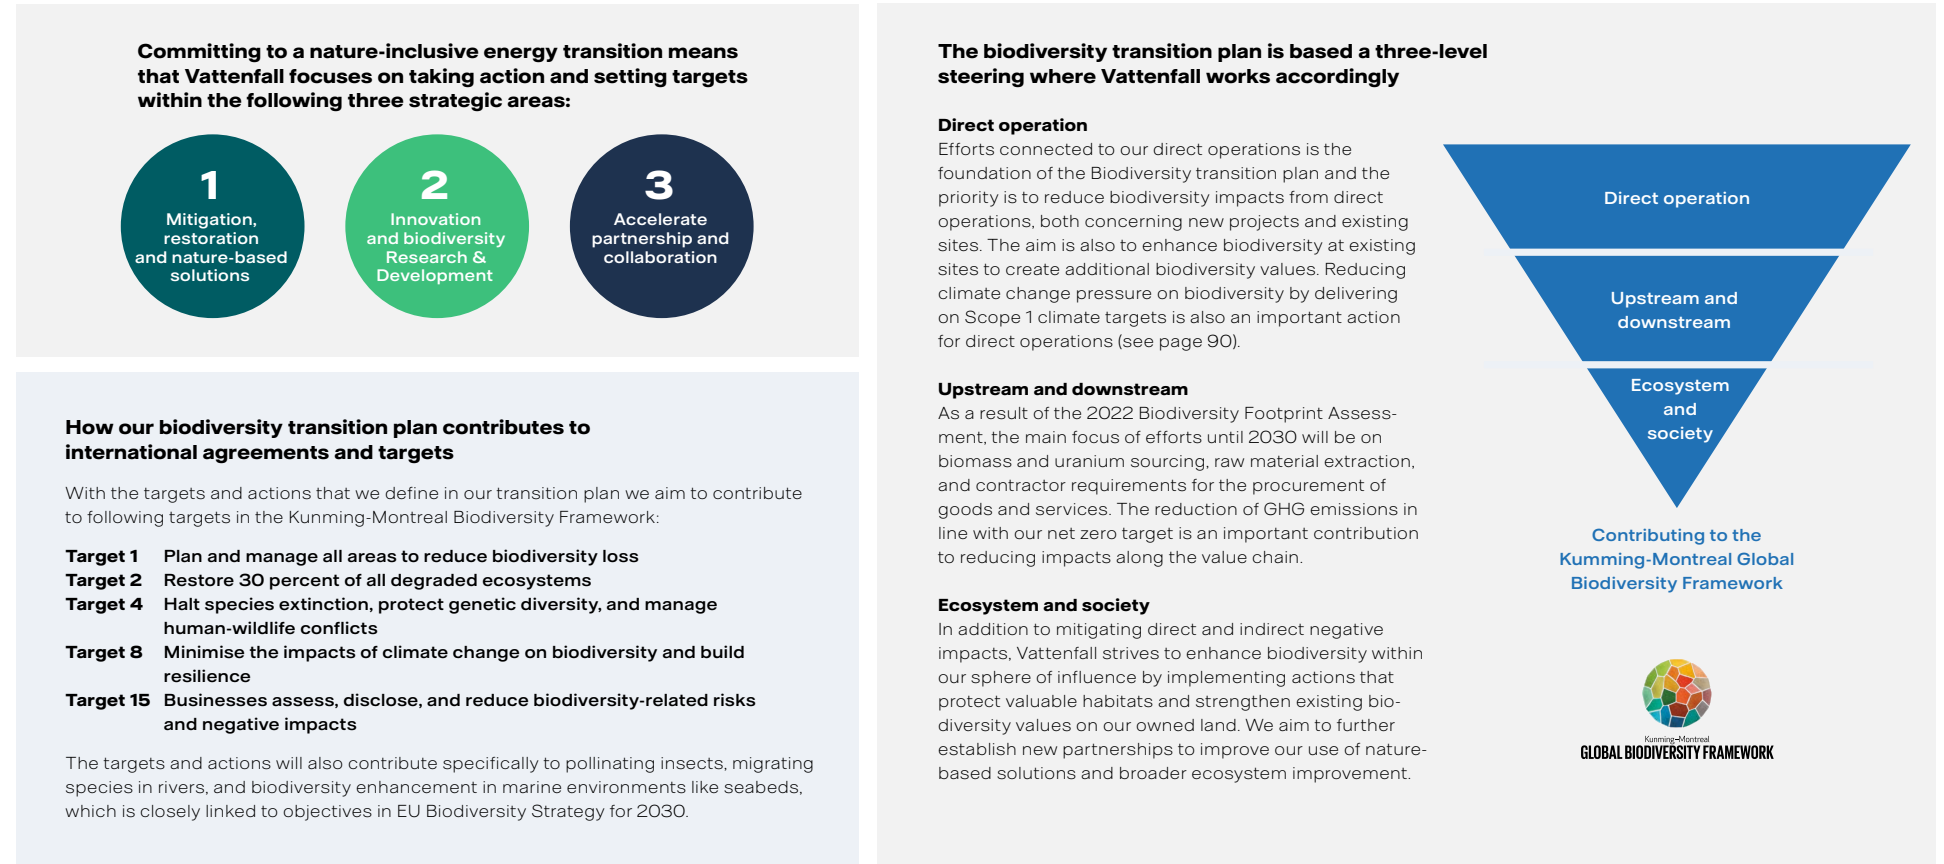 Committing to a nature-inclusive energy transition means
that Vattenfall focuses on taking action and setting targets
within the following three strategic areas:
1
Mitigation,
restoration
and nature-based
solutions
2
Innovation
and biodiversity
Research &
Development
3
Accelerate
partnership and
collaboration
How our biodiversity transition plan contributes to
international agreements and targets
With the targets and actions that we define in our transition plan we aim to contribute
to following targets in the Kunming-Montreal Biodiversity Framework:
Target 1 Plan and manage all areas to reduce biodiversity loss
Target 2 Restore 30 percent of all degraded ecosystems
Target 4 Halt species extinction, protect genetic diversity, and manage
human-wildlife conflicts
Target 8 Minimise the impacts of climate change on biodiversity and build
resilience
Target 15 Businesses assess, disclose, and reduce biodiversity-related risks
and negative impacts
The targets and actions will also contribute specifically to pollinating insects, migrating
species in rivers, and biodiversity enhancement in marine environments like seabeds,
which is closely linked to objectives in EU Biodiversity Strategy for 2030.
The biodiversity transition plan is based a three-level
steering where Vattenfall works accordingly
Direct operation
Efforts connected to our direct operations is the
foundation of the Biodiversity transition plan and the
priority is to reduce biodiversity impacts from direct
operations, both concerning new projects and existing
sites. The aim is also to enhance biodiversity at existing
sites to create additional biodiversity values. Reducing
climate change pressure on biodiversity by delivering
on Scope 1 climate targets is also an important action
for direct operations (see page 90).
Upstream and downstream
As a result of the 2022 Biodiversity Footprint Assess-
ment, the main focus of efforts until 2030 will be on
biomass and uranium sourcing, raw material extraction,
and contractor requirements for the procurement of
goods and services. The reduction of GHG emissions in
line with our net zero target is an important contribution
to reducing impacts along the value chain.
Ecosystem and society
In addition to mitigating direct and indirect negative
impacts, Vattenfall strives to enhance biodiversity within
our sphere of influence by implementing actions that
protect valuable habitats and strengthen existing bio-
diversity values on our owned land. We aim to further
establish new partnerships to improve our use of nature-
based solutions and broader ecosystem improvement.
Direct operation
Upstream and
downstream
Ecosystem
and
society
Contributing to the
Kumming-Montreal Global
Biodiversity Framework
Kunming-Montreal
GLOBAL BIODIVERSITY FRAMEWORK